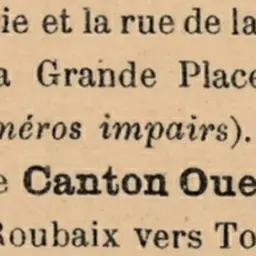 ie et la rue de la
a Grande Place
néros impairs).
e Canton Oue
Roubaix vers To